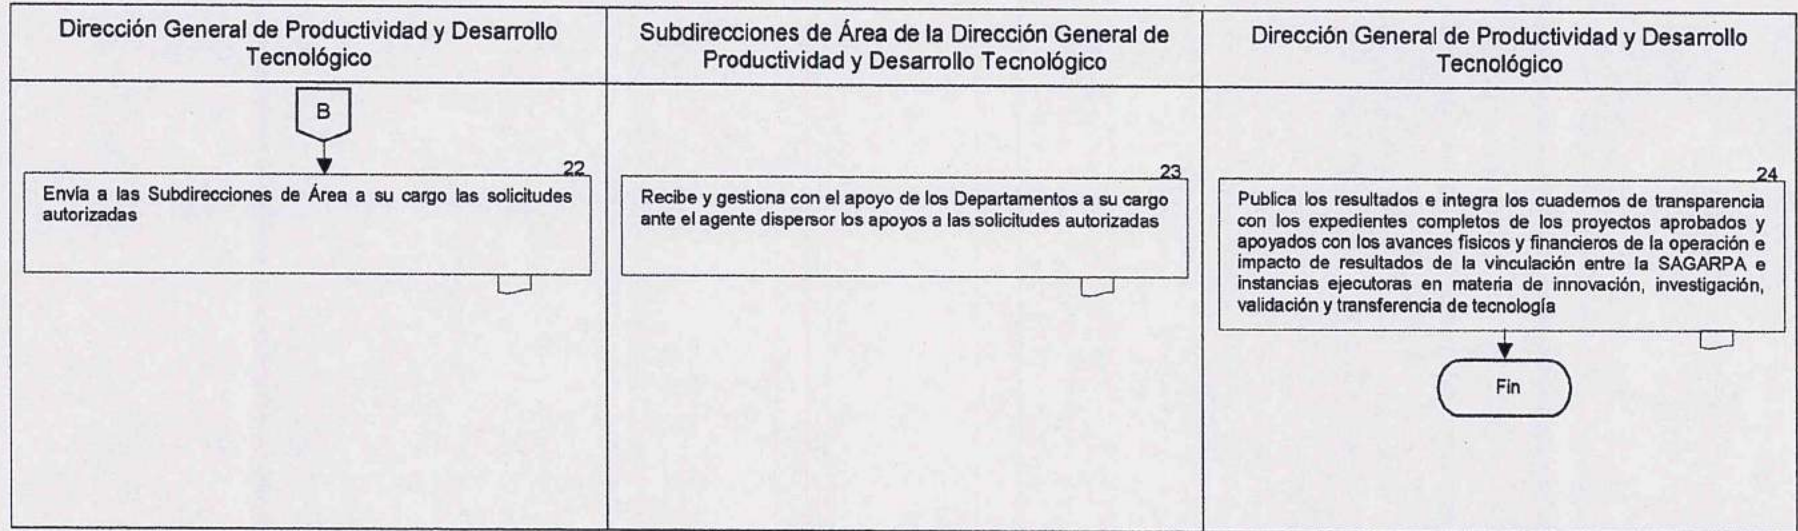 Dirección General de Productividad y Desarrollo
Tecnológico
Subdirecciones de Área de la Dirección General de
Productividad y Desarrollo Tecnológico
Dirección General de Productividad y Desarrollo
Tecnológico
B
22
Envía a las Subdirecciones de Área a su cargo las solicitudes
autorizadas
23
Recibe y gestiona con el apoyo de los Departamentos a su cargo
ante el agente dispersor los apoyos a las solicitudes autorizadas
24
Publica los resultados e integra los cuadernos de transparencia
con los expedientes completos de los proyectos aprobados y
apoyados con los avances físicos y financieros de la operación e
impacto de resultados de la vinculación entre la SAGARPA e
instancias ejecutoras en materia de innovación, investigación,
validación y transferencia de tecnología
Fin